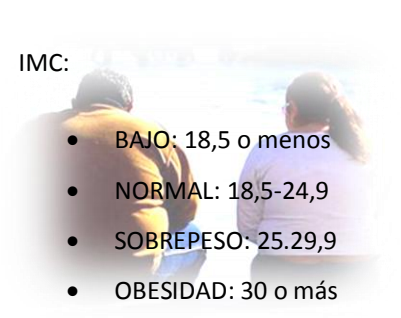 IMC:
• BAJO: 18,5 o menos
• NORMAL: 18,5-24,9
• SOBREPESO: 25.29,9
• OBESIDAD: 30 o más